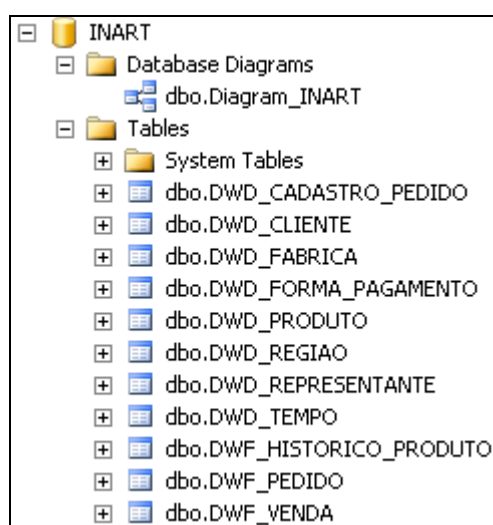 INART
Database Diagrams
dbo.Diagram_INART
Tables
System Tables
dbo.DWD_CADASTRO_PEDIDO
dbo.DWD_CLIENTE
dbo.DWD_FABRICA
dbo.DWD_FORMA_PAGAMENTO
dbo.DWD_PRODUTO
dbo.DWD_REGIAO
dbo.DWD_REPRESENTANTE
dbo.DWD_TEMPO
dbo.DWF_HISTORICO_PRODUTO
dbo.DWF_PEDIDO
dbo.DWF_VENDA